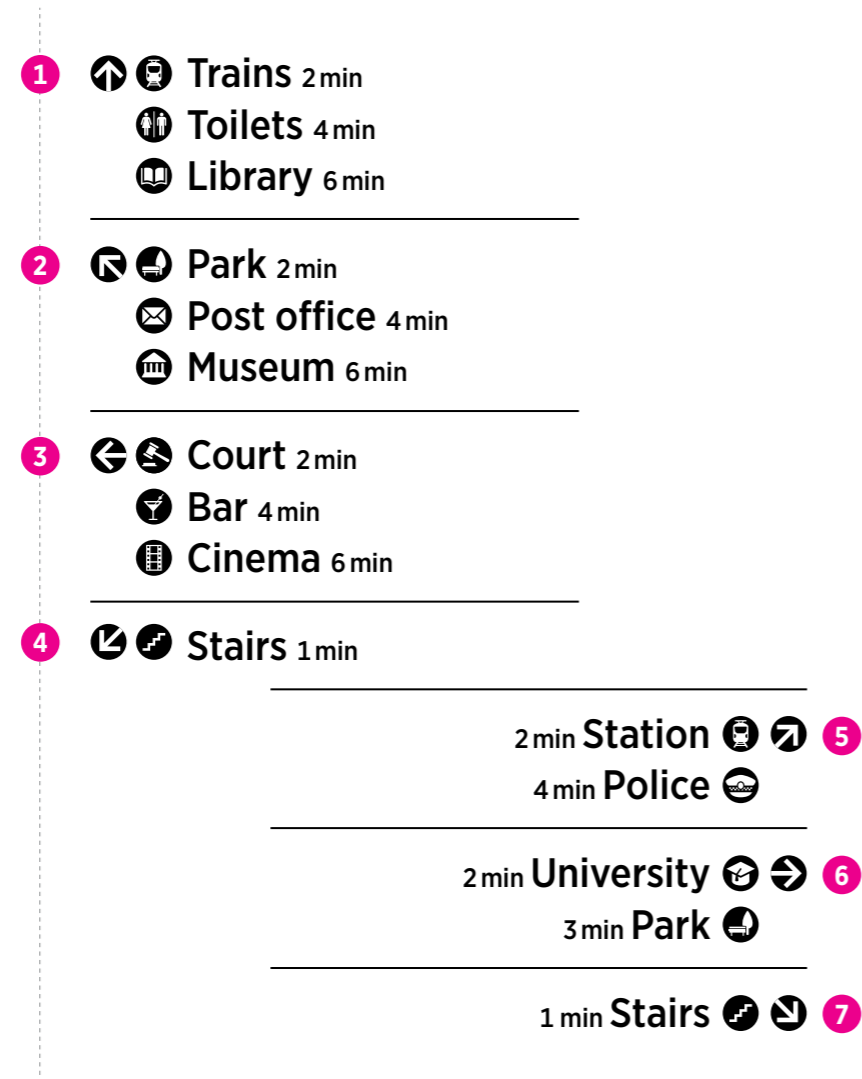 1 Trains 2 min
Toilets 4 min
Library 6 min
2 Park 2 min
Post office 4 min
Museum 6 min
3 Court 2 min
Bar 4 min
Cinema 6 min
4 Stairs 1 min
2 min Station 5
4 min Police
2 min University 6
3 min Park
1 min Stairs 7